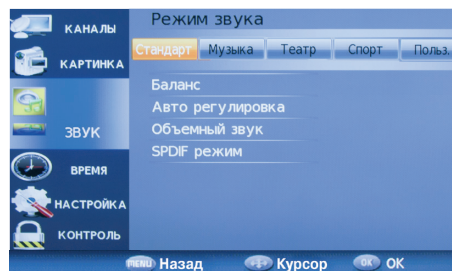 Режим звука
Стандарт Музыка Театр Спорт Польз.
Баланс
Авто регулировка
Объемный звук
SPDIF режим
КАНАЛЫ
КАРТИНКА
ЗВУК
ВРЕМЯ
НАСТРОЙКА
КОНТРОЛЬ
MENU Назад Курсор OK OK